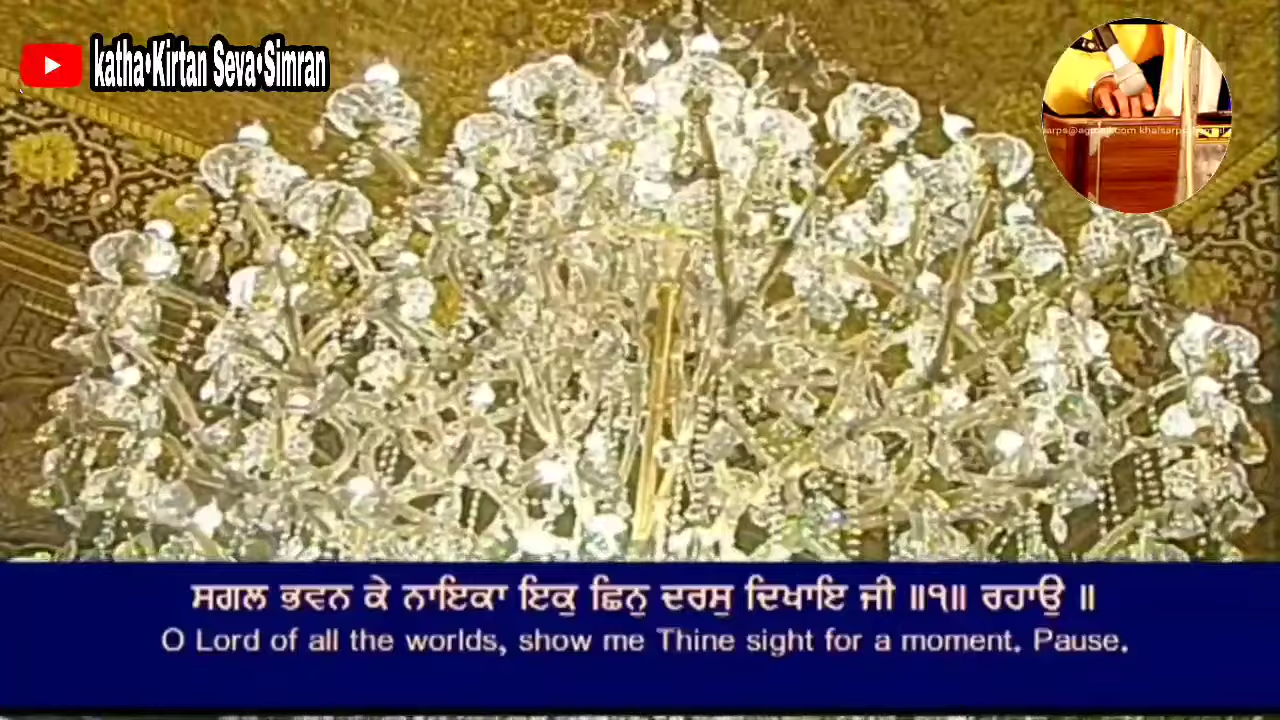 katha•Kirtan Seva•Simran
ਸਗਲ ਭਵਨ ਕੇ ਨਾਇਕਾ ਇਕੁ ਛਿਨੁ ਦਰਸੁ ਦਿਖਾਇ ਜੀ ॥੧॥ ਰਹਾਉ ॥
O Lord of all the worlds, show me Thine sight for a moment. Pause.